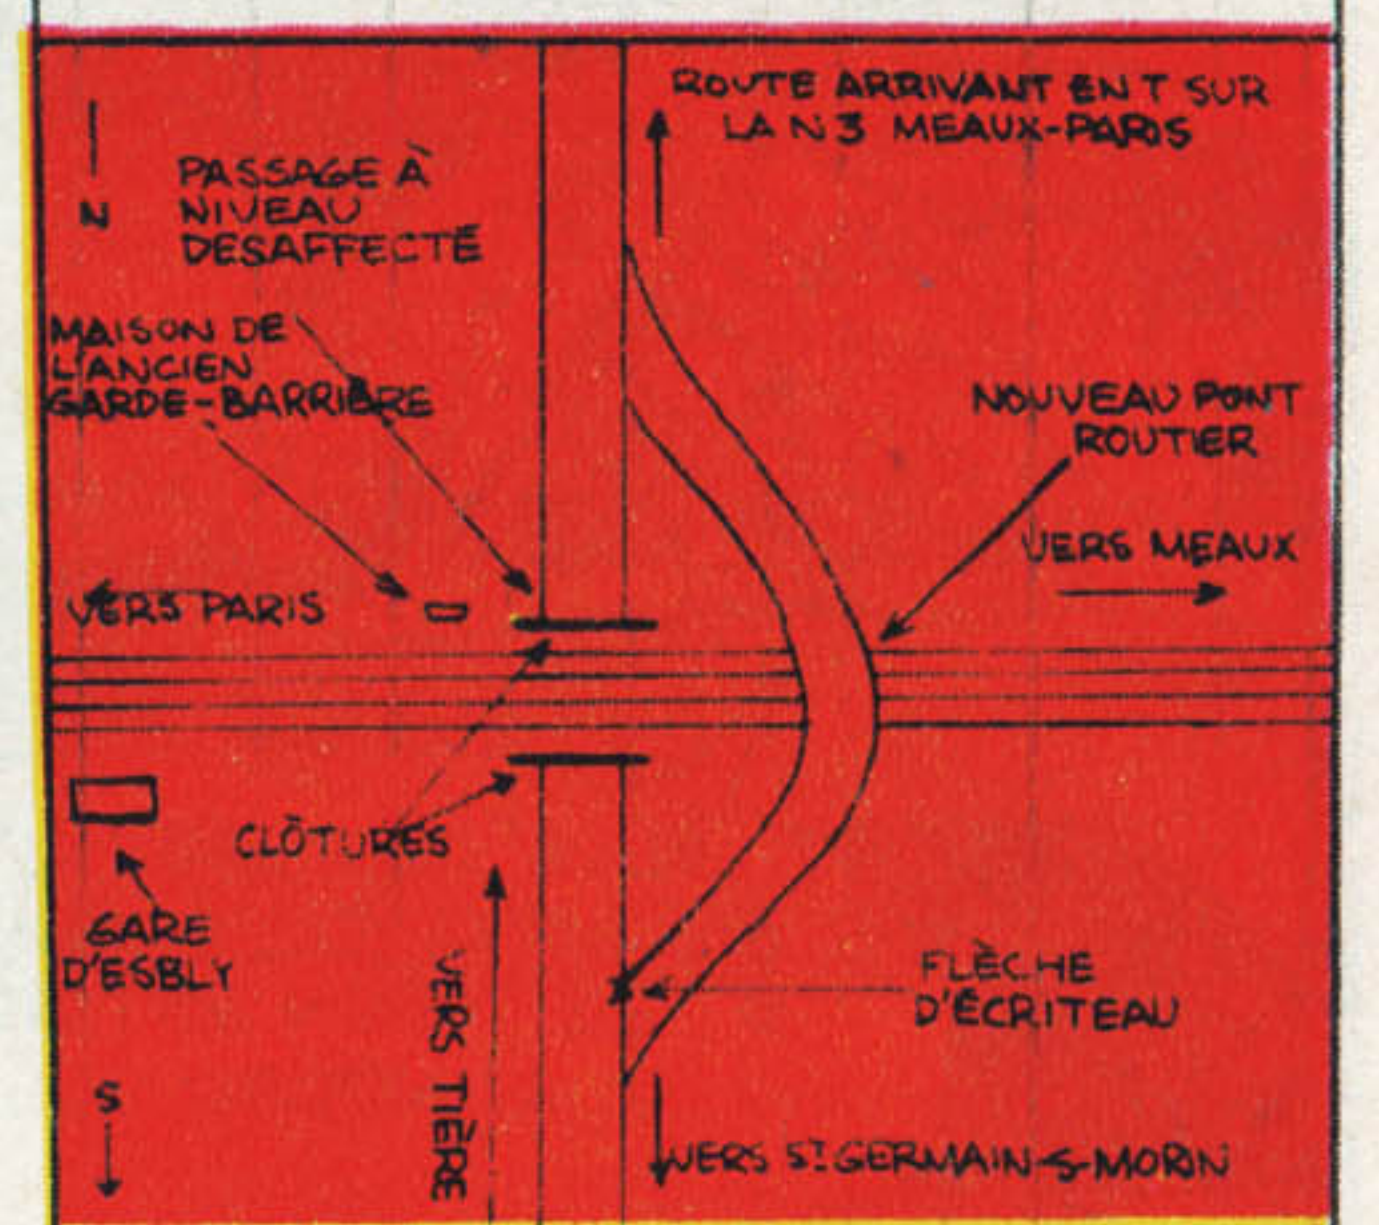 ROUTE ARRIVANT EN T SUR
LA N3 MEAUX-PARIS
N
PASSAGE À
NIVEAU
DESAFFECTÉ
MAISON DE
L'ANCIEN
GARDE-BARRIÈRE
NOUVEAU PONT
ROUTIER
VERS MEAUX
VERS PARIS
CLÔTURES
GARE
D'ESBLY
VERS TIÈRE
FLÈCHE
D'ÉCRITEAU
S
VERS ST GERMAIN-S-MORIN